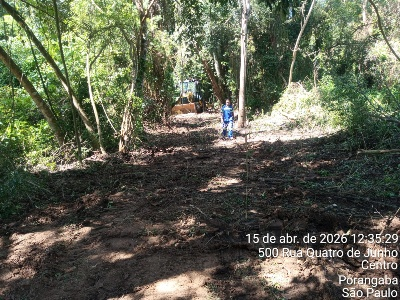 15 de abr. de 2026 12:35:29
500 Rua Quatro de Junho
Centro
Porangaba
São Paulo